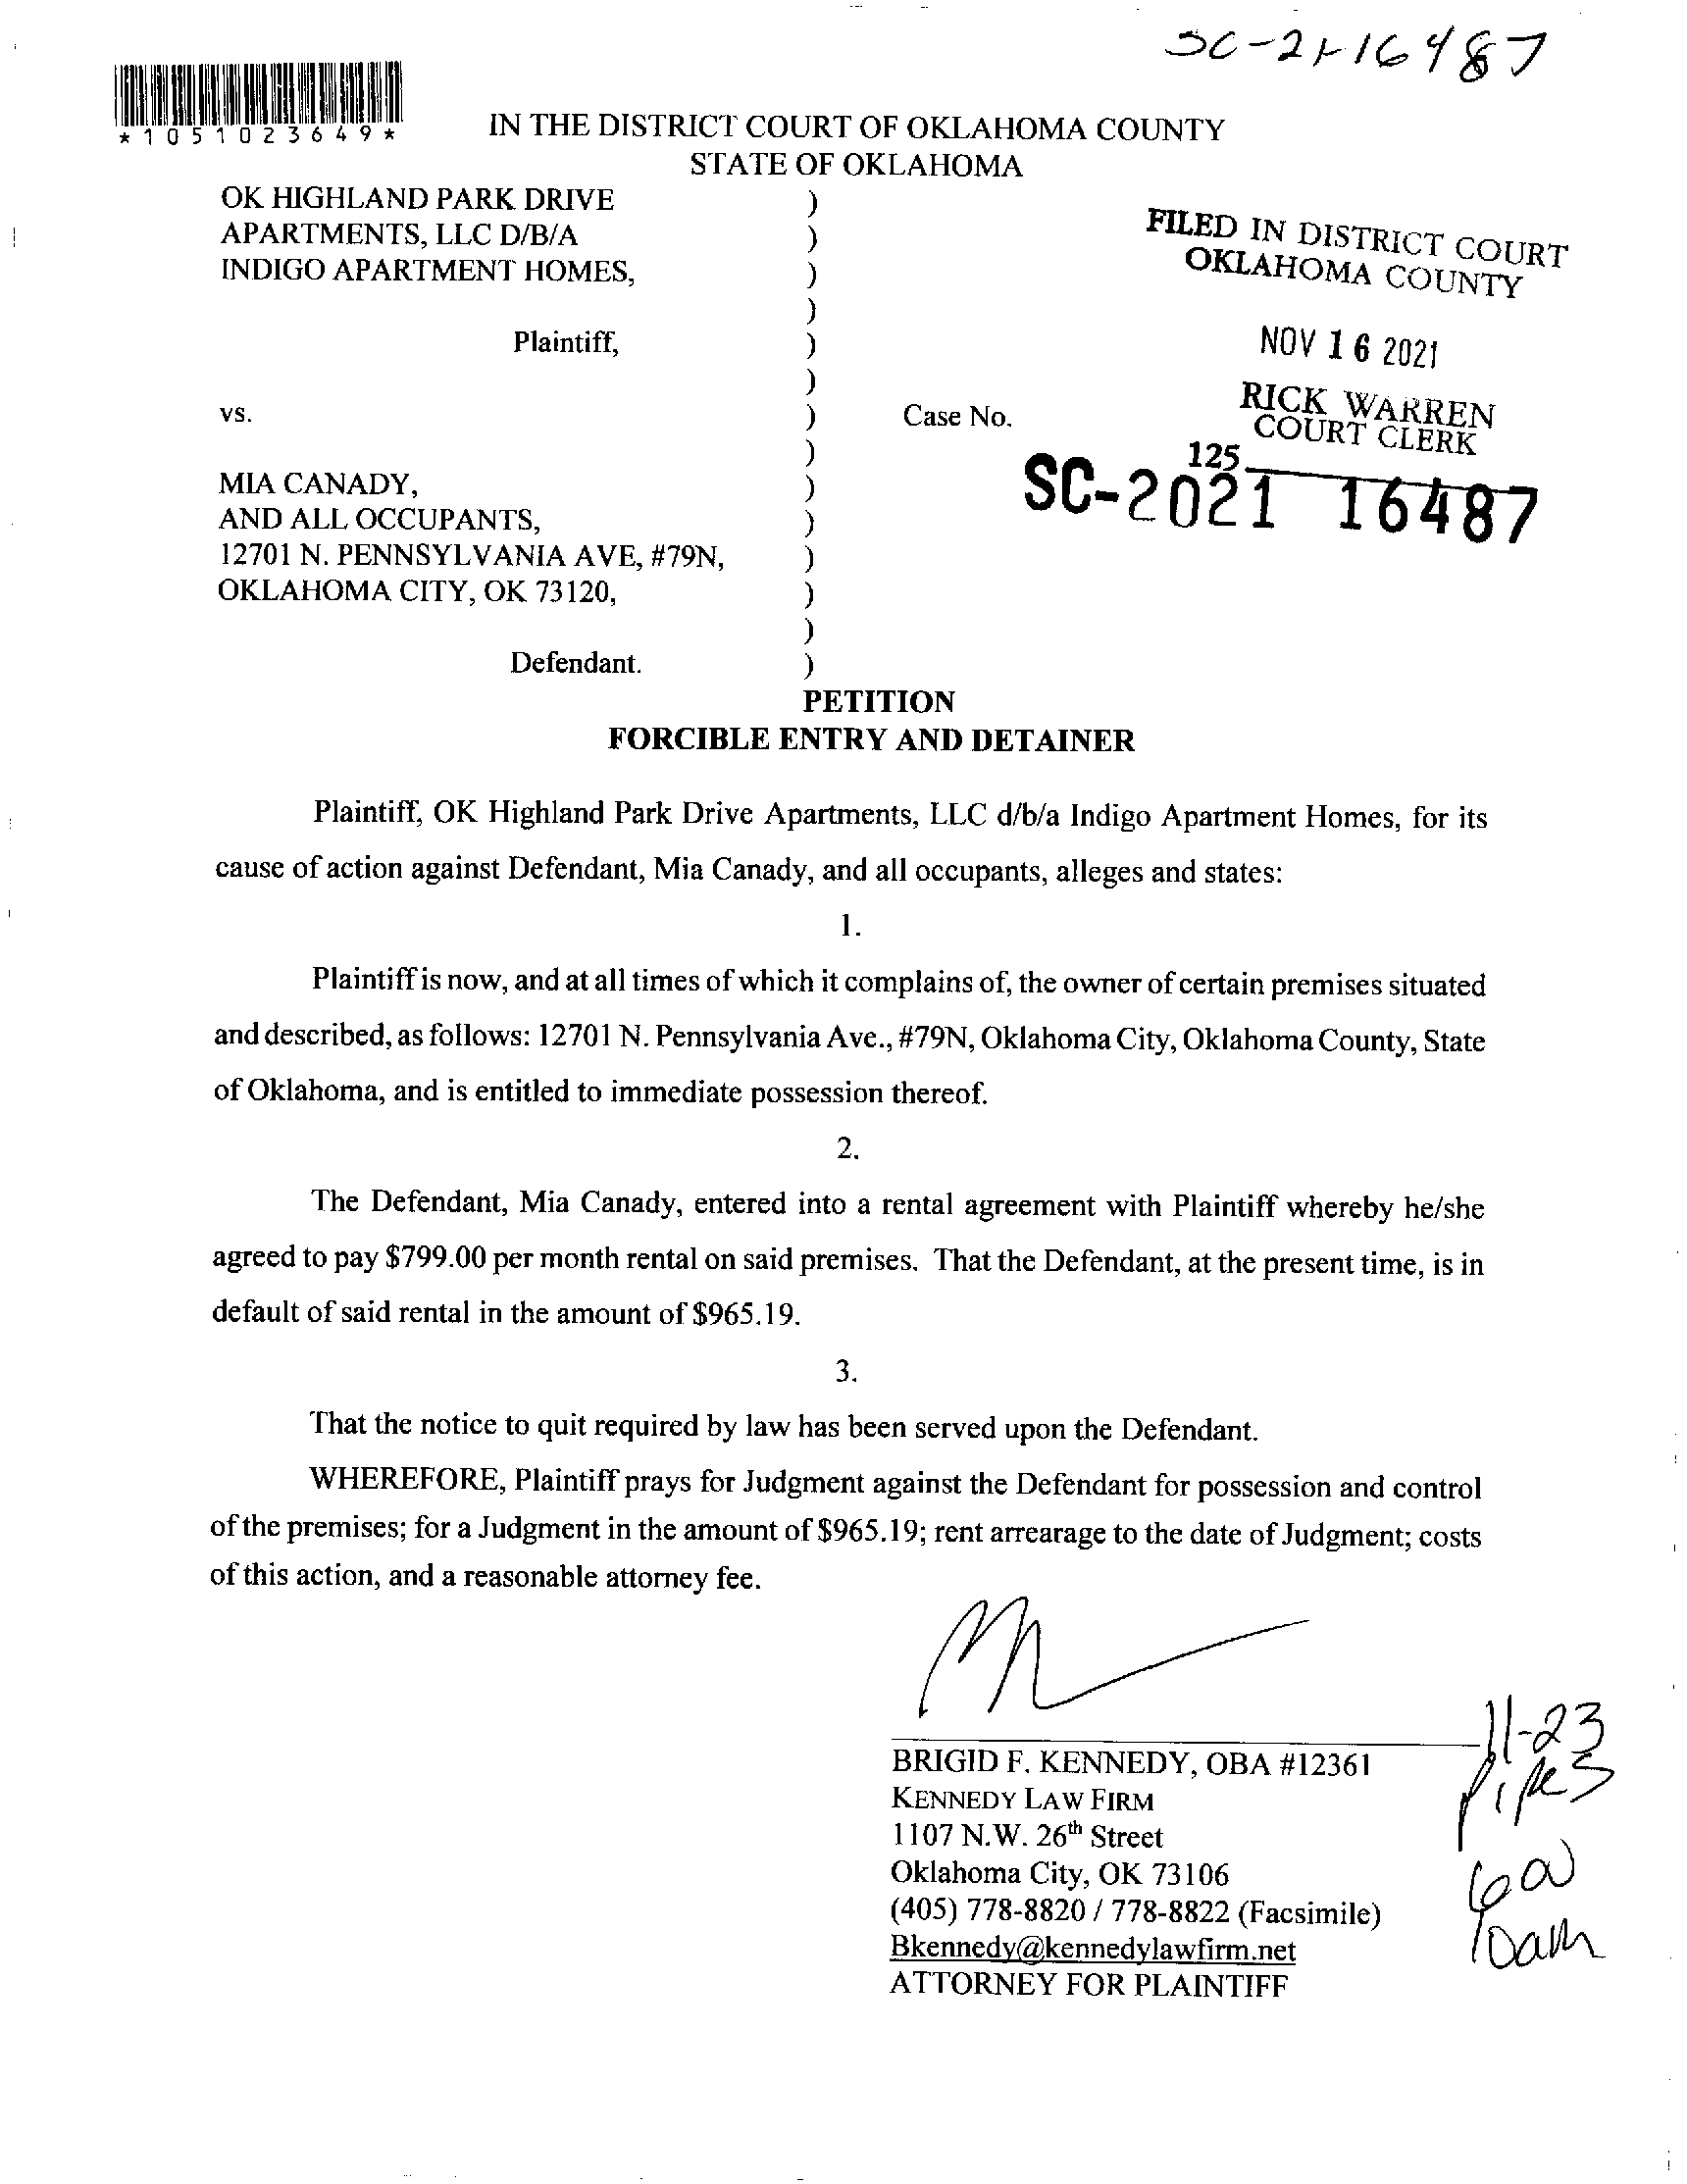 SC-21-16487
*1051023649*
IN THE DISTRICT COURT OF OKLAHOMA COUNTY
STATE OF OKLAHOMA
OK HIGHLAND PARK DRIVE )
APARTMENTS, LLC D/B/A )
INDIGO APARTMENT HOMES, )
)
Plaintiff, )
)
vs. ) Case No.
)
MIA CANADY, )
AND ALL OCCUPANTS, )
12701 N. PENNSYLVANIA AVE, #79N, )
OKLAHOMA CITY, OK 73120, )
)
Defendant. )
FILED IN DISTRICT COURT
OKLAHOMA COUNTY
NOV 16 2021
RICK WARREN
COURT CLERK
125
SC-2021 16487
PETITION
FORCIBLE ENTRY AND DETAINER
Plaintiff, OK Highland Park Drive Apartments, LLC d/b/a Indigo Apartment Homes, for its
cause of action against Defendant, Mia Canady, and all occupants, alleges and states:
1.
Plaintiff is now, and at all times of which it complains of, the owner of certain premises situated
and described, as follows: 12701 N. Pennsylvania Ave., #79N, Oklahoma City, Oklahoma County, State
of Oklahoma, and is entitled to immediate possession thereof.
2.
The Defendant, Mia Canady, entered into a rental agreement with Plaintiff whereby he/she
agreed to pay $799.00 per month rental on said premises. That the Defendant, at the present time, is in
default of said rental in the amount of $965.19.
3.
That the notice to quit required by law has been served upon the Defendant.
WHEREFORE, Plaintiff prays for Judgment against the Defendant for possession and control
of the premises; for a Judgment in the amount of $965.19; rent arrearage to the date of Judgment; costs
of this action, and a reasonable attorney fee.
BRIGID F. KENNEDY, OBA #12361
KENNEDY LAW FIRM
1107 N.W. 26th Street
Oklahoma City, OK 73106
(405) 778-8820 / 778-8822 (Facsimile)
Bkennedy@kennedylawfirm.net
ATTORNEY FOR PLAINTIFF
11-23
Pipes
10am